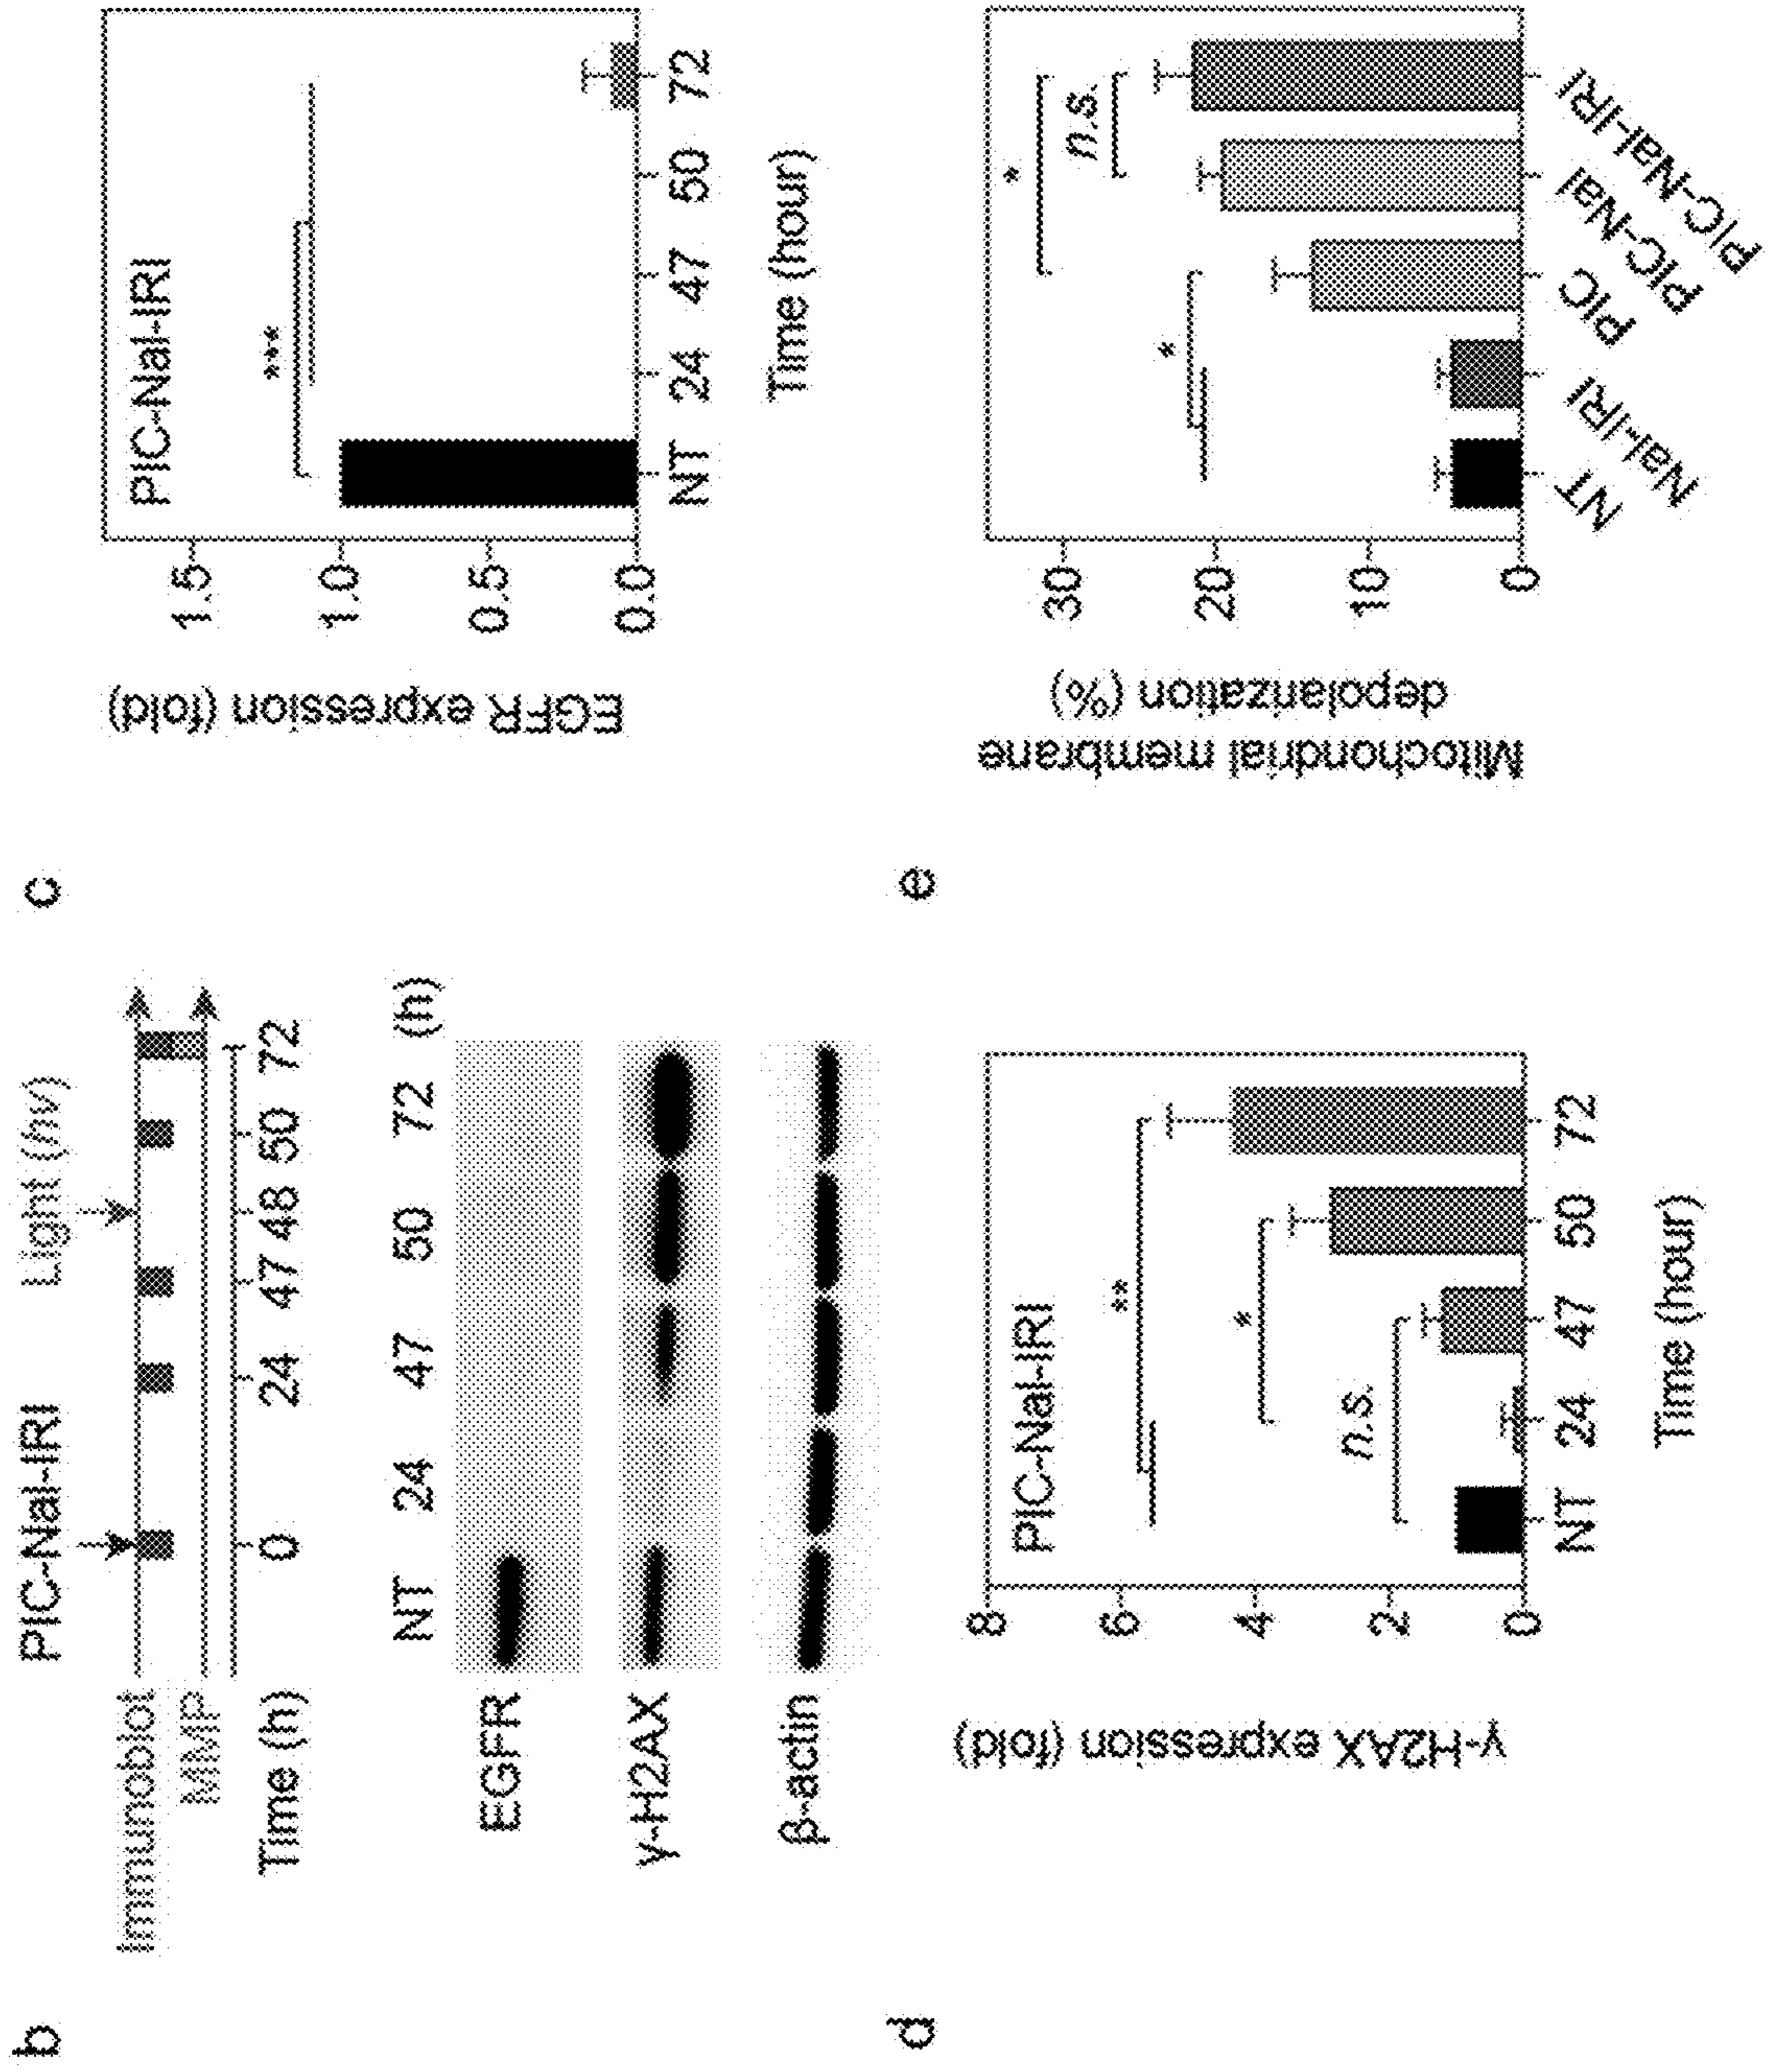 b
PIC-Nal-IRI
Light (hv)
Immunoblot
MMP
Time (h)
0 24 47 48 50 72
NT 24 47 50 72 (h)
EGFR
γ-H2AX
β-actin
c
EGFR expression (fold)
1.5
1.0
0.5
0.0
PIC-Nal-IRI
***
NT 24 47 50 72
Time (hour)
d
γ-H2AX expression (fold)
8
6
4
2
0
PIC-Nal-IRI
**
*
n.s.
NT 24 47 50 72
Time (hour)
e
Mitochondrial membrane
depolarization (%)
30
20
10
0
*
n.s.
*
NT
Nal-IRI
PIC
PIC-Nal
PIC-Nal-IRI